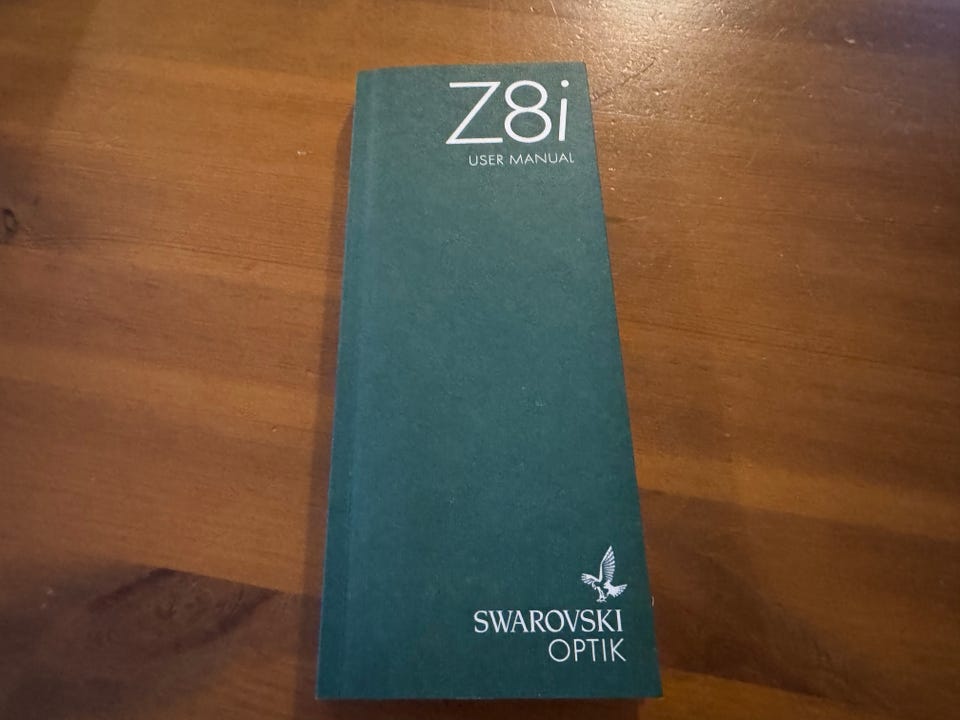 Z8i
USER MANUAL
SWAROVSKI
OPTIK